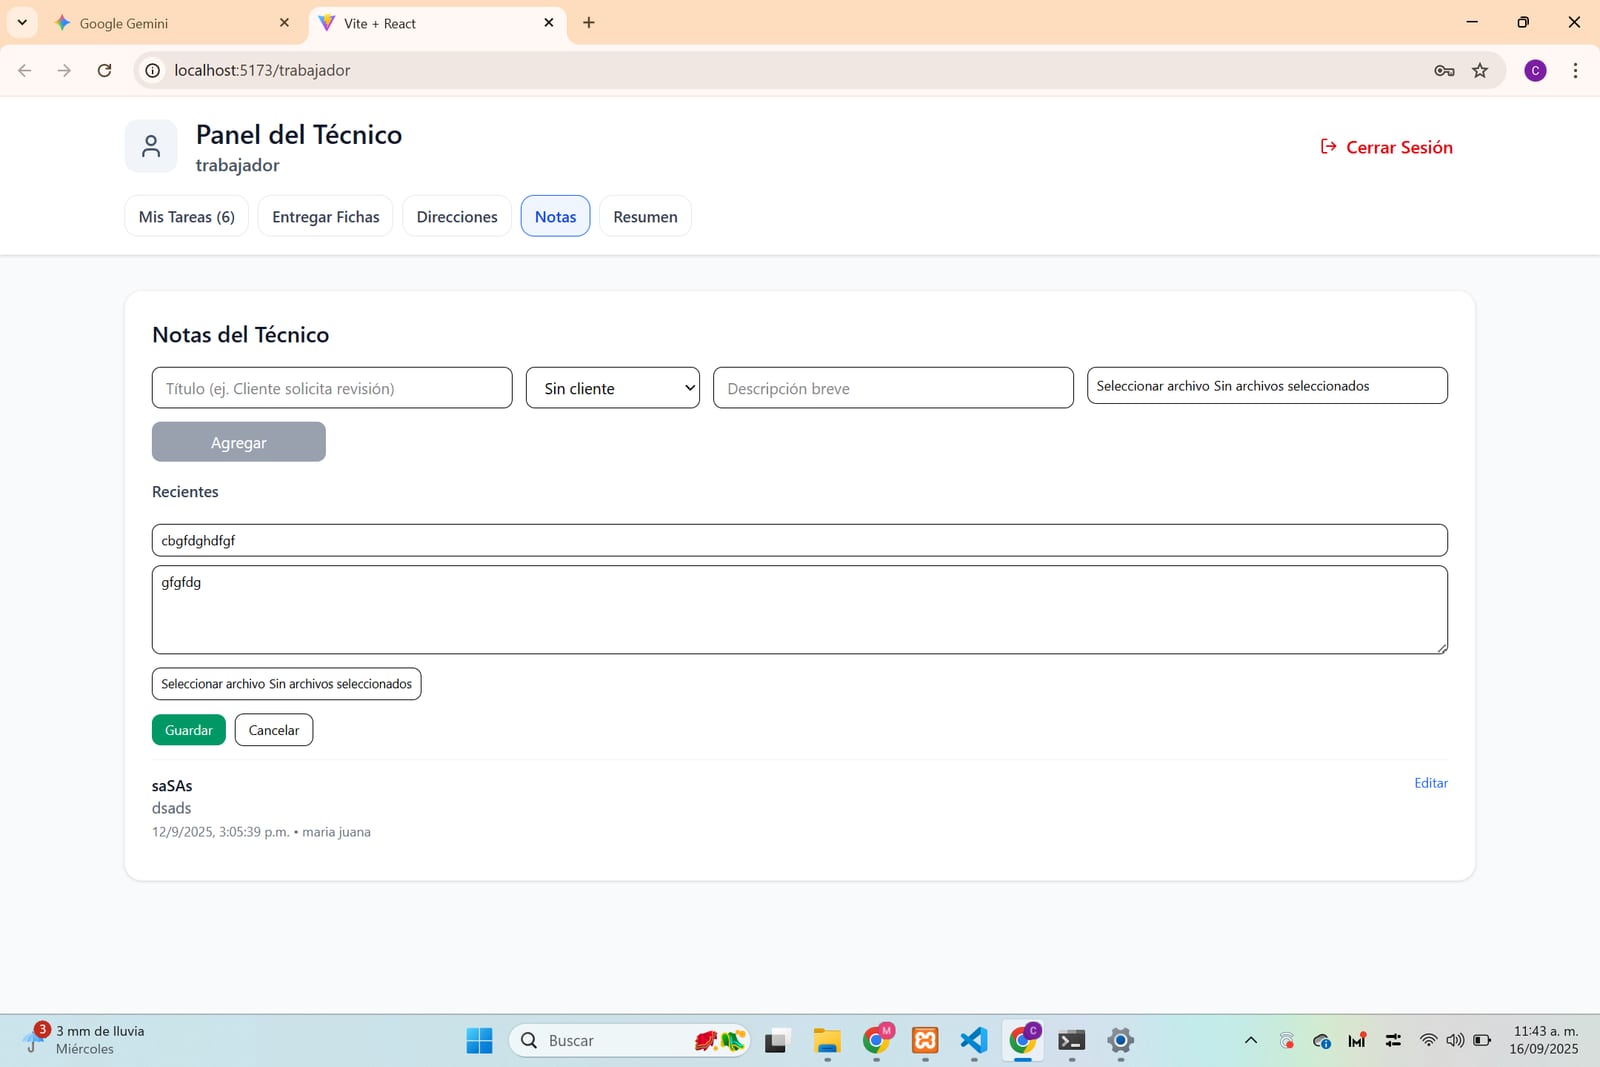 Google Gemini
Vite + React
localhost:5173/trabajador
C
Panel del Técnico
trabajador
Cerrar Sesión
Mis Tareas (6)
Entregar Fichas
Direcciones
Notas
Resumen
Notas del Técnico
Título (ej. Cliente solicita revisión)
Sin cliente
Descripción breve
Seleccionar archivo Sin archivos seleccionados
Agregar
Recientes
cbgfdghdfgf
gfgfdg
Seleccionar archivo Sin archivos seleccionados
Guardar
Cancelar
saSAs
Editar
dsads
12/9/2025, 3:05:39 p.m. • maria juana
3
3 mm de lluvia
Miércoles
Buscar
M
C
11:43 a. m.
16/09/2025